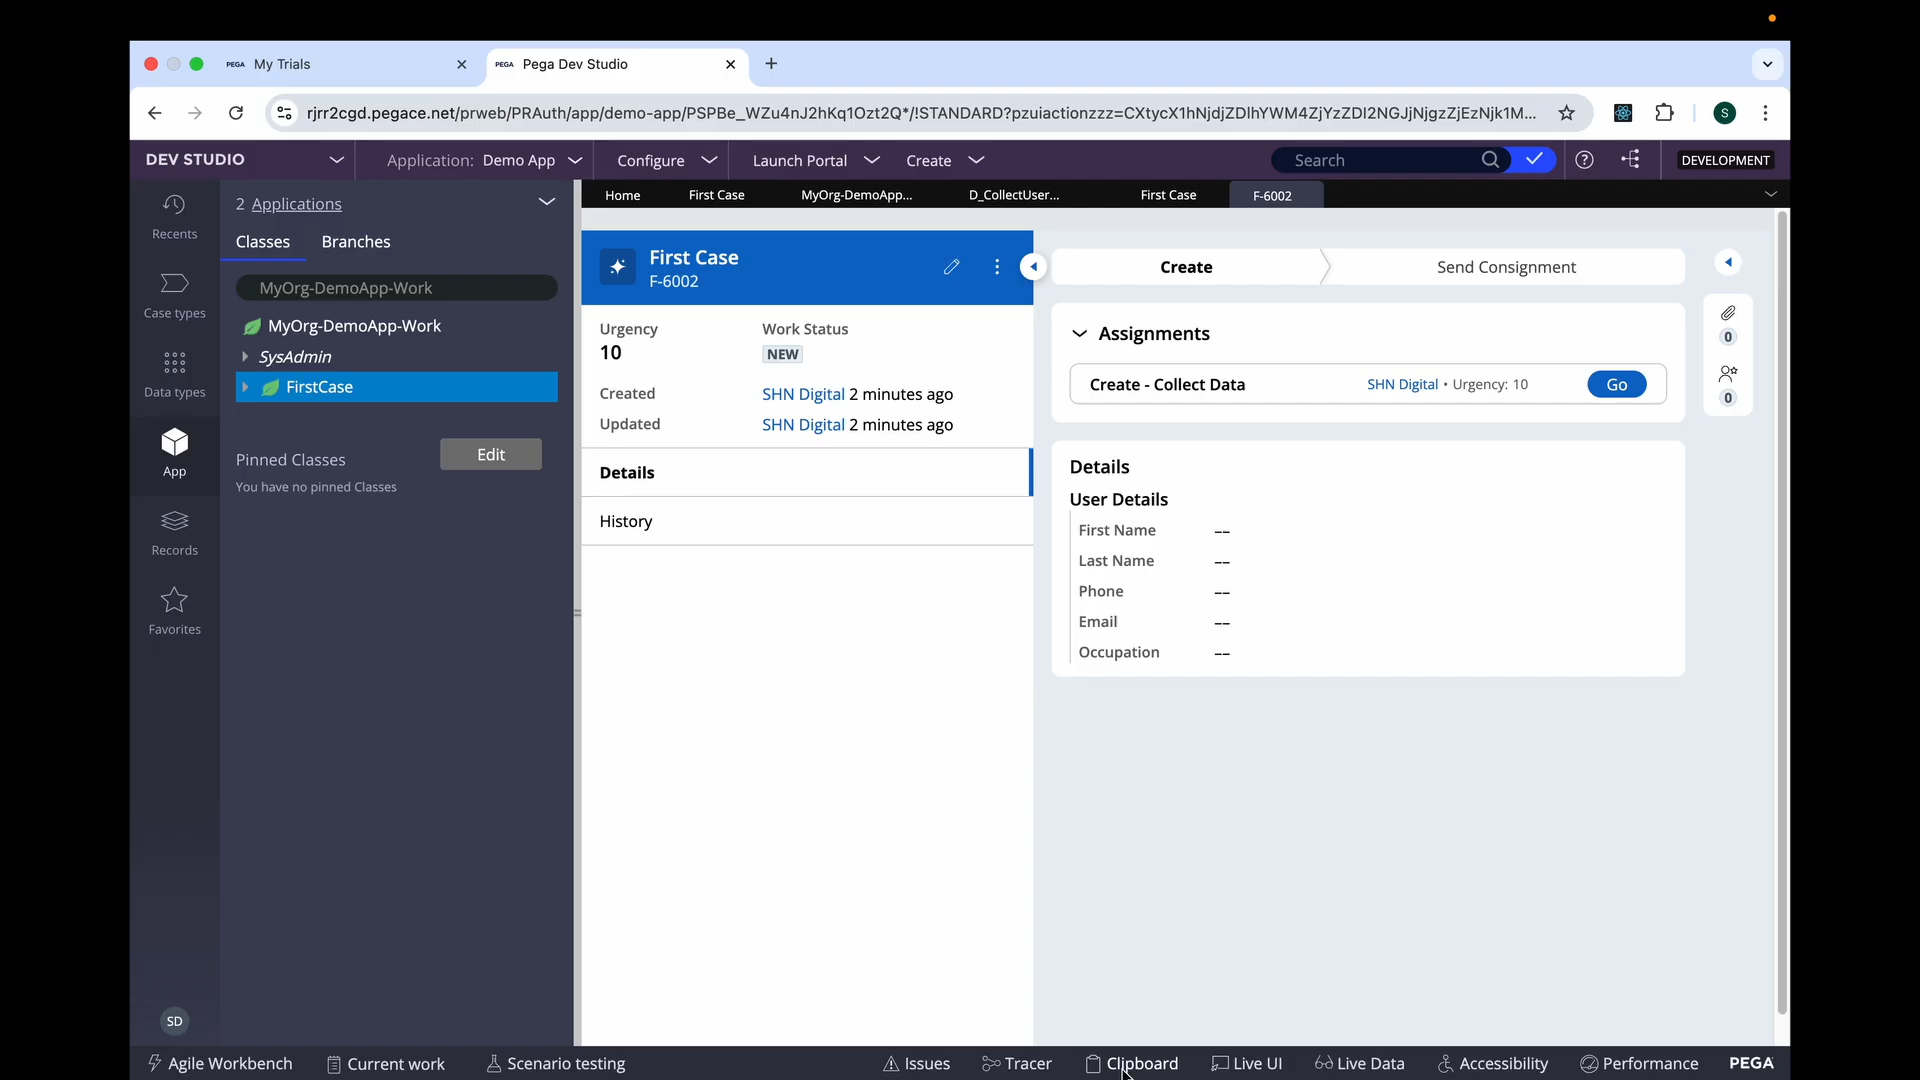 PEGA My Trials
PEGA Pega Dev Studio
rjrr2cgd.pegace.net/prweb/PRAuth/app/demo-app/PSPBe_WZu4nJ2hKq1Ozt2Q*/!STANDARD?pzuiactionzzz=CXtycX1hNjdjZDlhYWM4ZjYzZDI2NGJjNjgzZjEzNjk1M...
S
DEV STUDIO
Application: Demo App
Configure
Launch Portal
Create
Search
DEVELOPMENT
Home
First Case
MyOrg-DemoApp...
D_CollectUser...
First Case
F-6002
Recents
Case types
Data types
App
Records
Favorites
SD
2 Applications
Classes
Branches
MyOrg-DemoApp-Work
MyOrg-DemoApp-Work
SysAdmin
FirstCase
Pinned Classes
Edit
You have no pinned Classes
First Case
F-6002
Urgency
10
Work Status
NEW
Created
SHN Digital 2 minutes ago
Updated
SHN Digital 2 minutes ago
Details
History
Create
Send Consignment
Assignments
Create - Collect Data
SHN Digital • Urgency: 10
Go
0
0
Details
User Details
First Name --
Last Name --
Phone --
Email --
Occupation --
Agile Workbench
Current work
Scenario testing
Issues
Tracer
Clipboard
Live UI
Live Data
Accessibility
Performance
PEGA